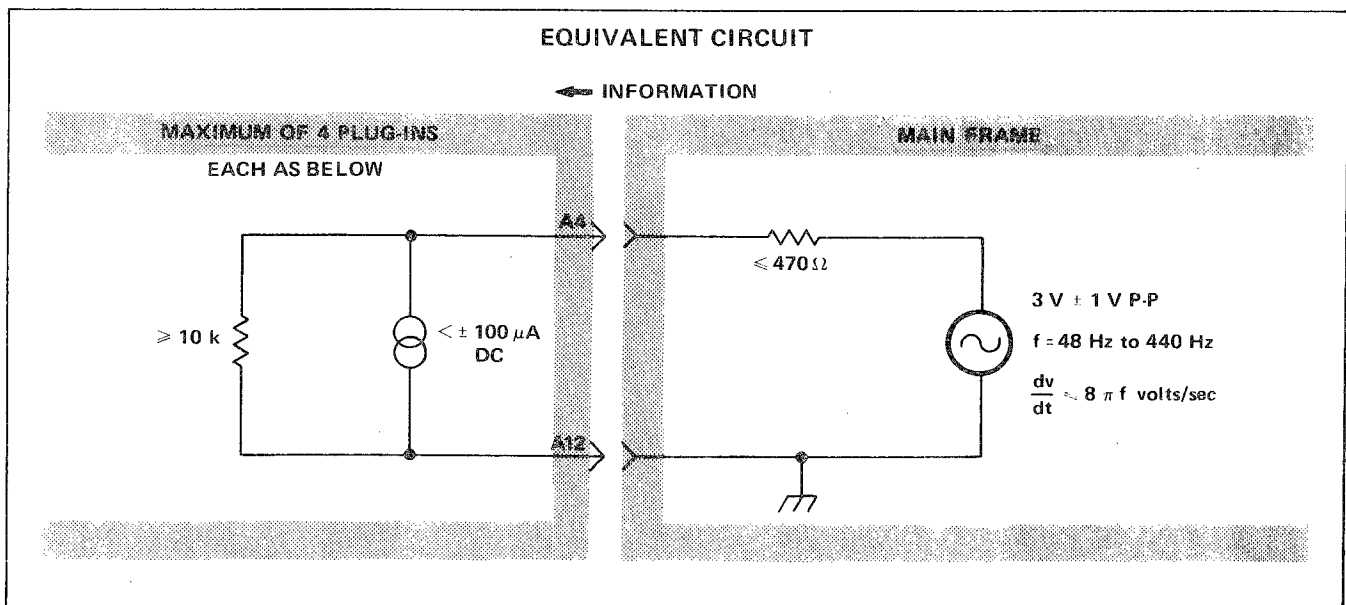 EQUIVALENT CIRCUIT
← INFORMATION
MAXIMUM OF 4 PLUG-INS
MAIN FRAME
EACH AS BELOW
A4
≤ 470 Ω
≥ 10 k
< ± 100 μA
DC
3 V ± 1 V P-P
f = 48 Hz to 440 Hz
dv/dt ≤ 8 π f volts/sec
A12